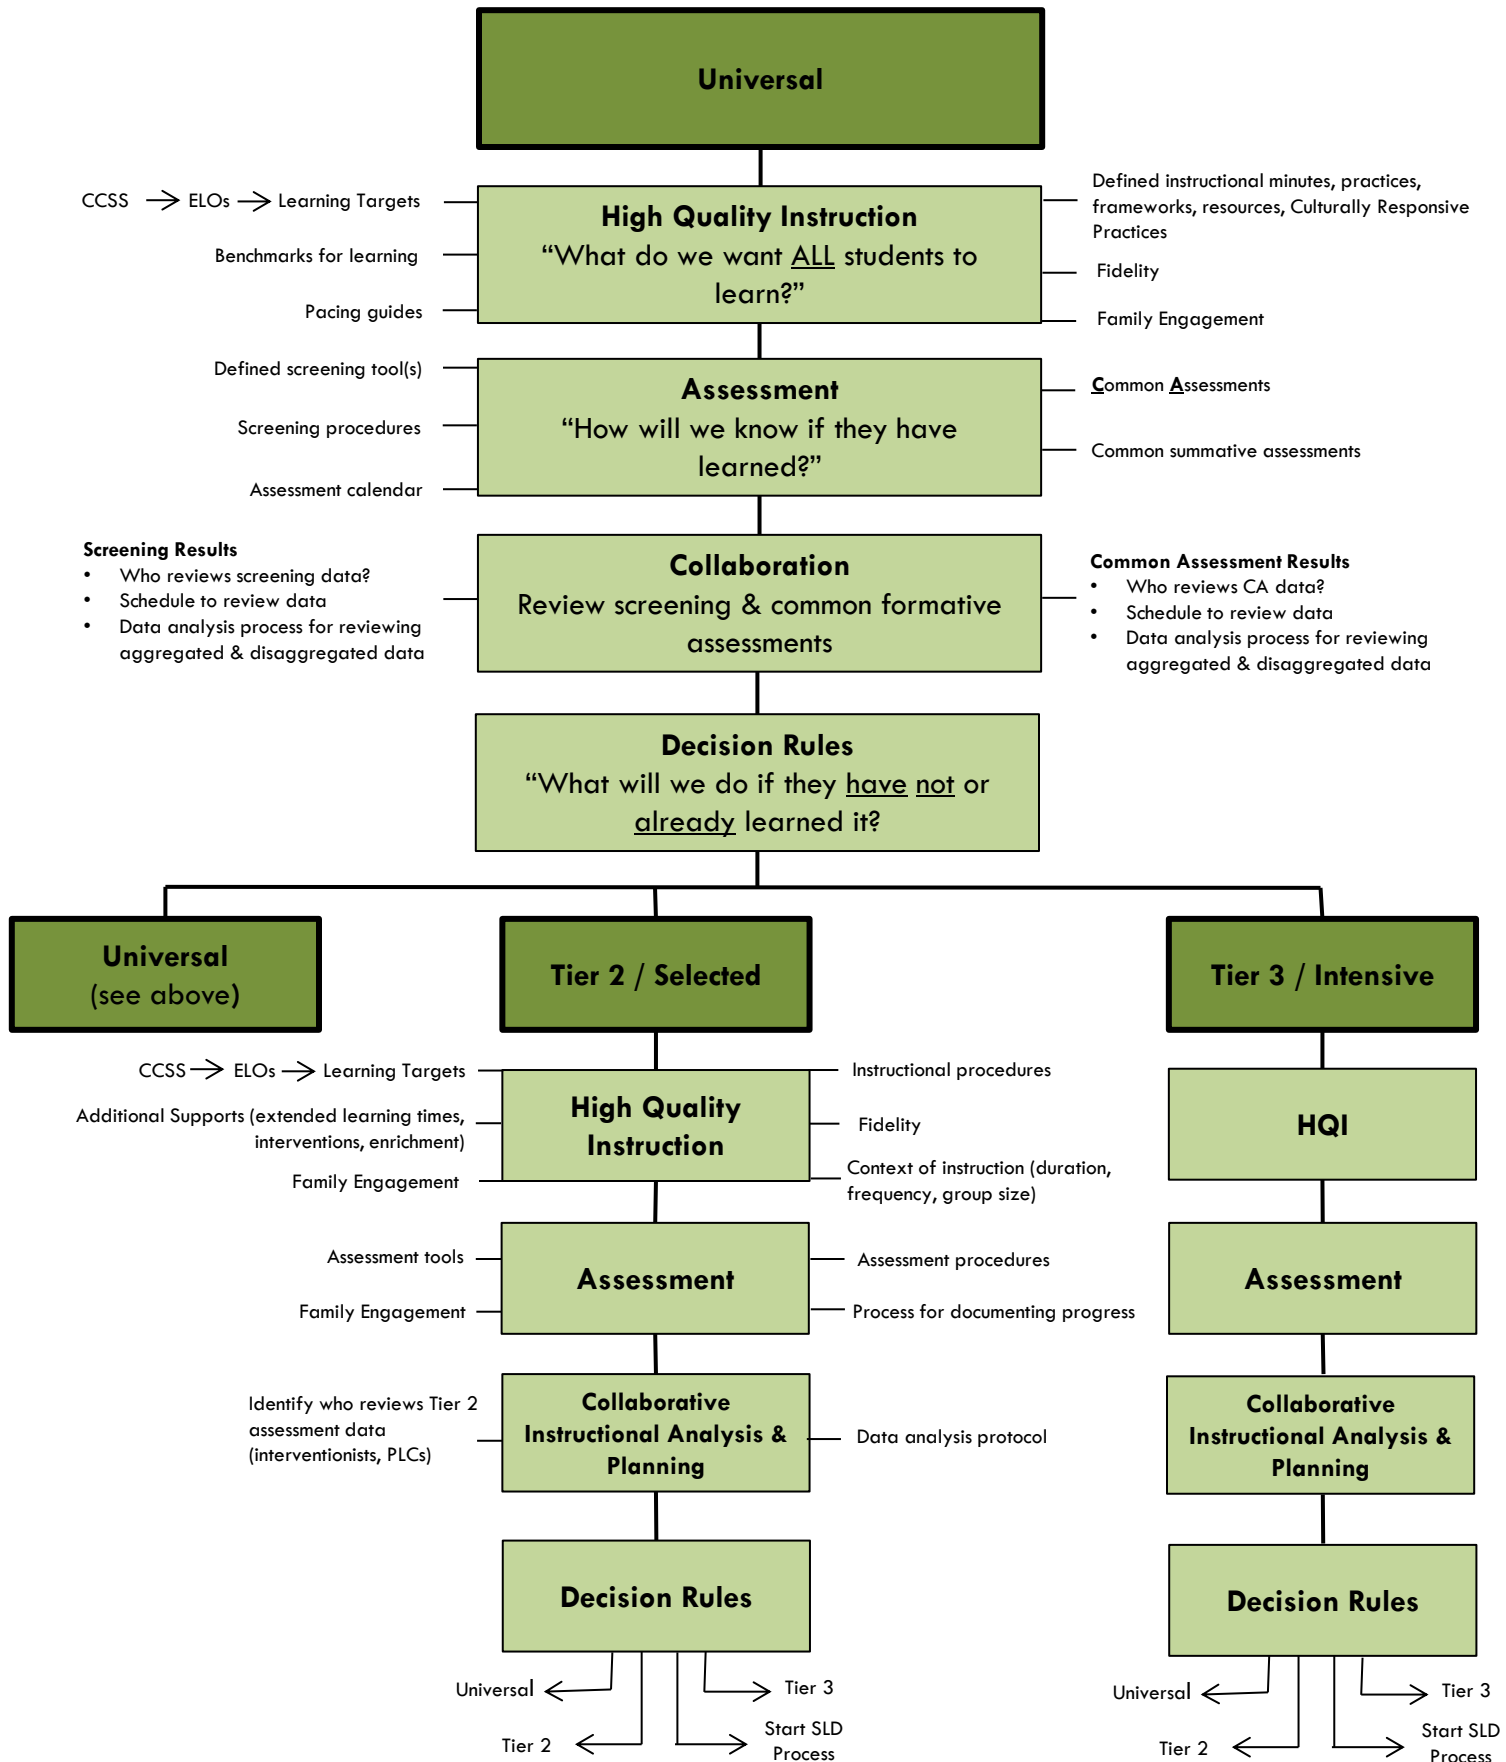 Universal
CCSS → ELOs → Learning Targets
Benchmarks for learning
Pacing guides
High Quality Instruction
“What do we want ALL students to
learn?”
Defined instructional minutes, practices,
frameworks, resources, Culturally Responsive
Practices
Fidelity
Family Engagement
Defined screening tool(s)
Screening procedures
Assessment calendar
Assessment
“How will we know if they have
learned?”
Common Assessments
Common summative assessments
Screening Results
• Who reviews screening data?
• Schedule to review data
• Data analysis process for reviewing
aggregated & disaggregated data
Collaboration
Review screening & common formative
assessments
Common Assessment Results
• Who reviews CA data?
• Schedule to review data
• Data analysis process for reviewing
aggregated & disaggregated data
Decision Rules
“What will we do if they have not or
already learned it?
Universal
(see above)
Tier 2 / Selected
Tier 3 / Intensive
CCSS → ELOs → Learning Targets
Additional Supports (extended learning times,
interventions, enrichment)
Family Engagement
High Quality
Instruction
Instructional procedures
Fidelity
Context of instruction (duration,
frequency, group size)
HQI
Assessment tools
Family Engagement
Assessment
Assessment procedures
Process for documenting progress
Assessment
Identify who reviews Tier 2
assessment data
(interventionists, PLCs)
Collaborative
Instructional Analysis &
Planning
Data analysis protocol
Collaborative
Instructional Analysis &
Planning
Decision Rules
Decision Rules
Universal
Tier 3
Tier 2
Start SLD
Process
Universal
Tier 3
Tier 2
Start SLD
Process